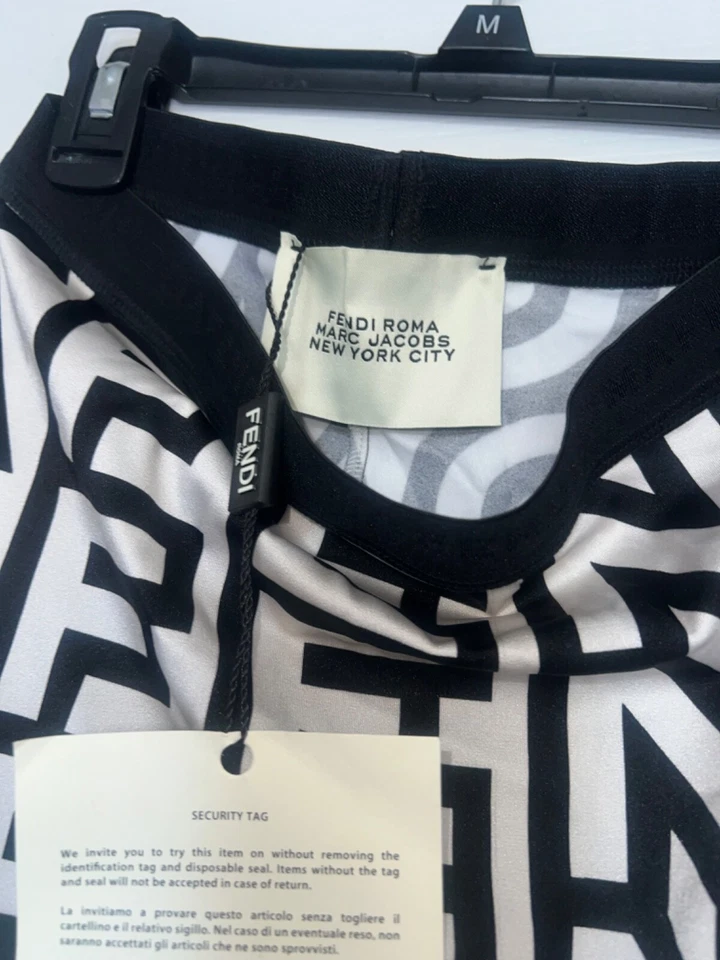 M
FENDI ROMA
MARC JACOBS
NEW YORK CITY
FENDI
ROMA
SECURITY TAG
We invite you to try this item on without removing the
identification tag and disposable seal. Items without the tag
and seal will not be accepted in case of return.
La invitiamo a provare questo articolo senza togliere il
cartellino e il relativo sigillo. Nel caso di un eventuale reso, non
saranno accettati gli articoli che ne sono sprovvisti.